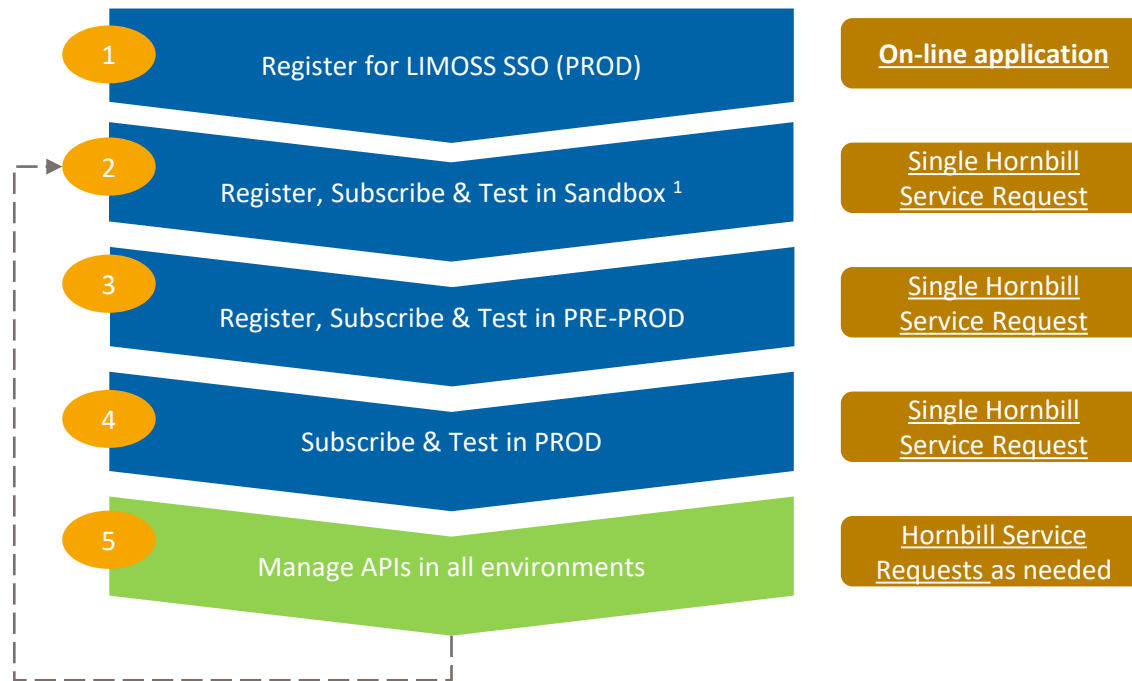 1
Register for LIMOSS SSO (PROD)
On-line application
2
Register, Subscribe & Test in Sandbox 1
Single Hornbill
Service Request
3
Register, Subscribe & Test in PRE-PROD
Single Hornbill
Service Request
4
Subscribe & Test in PROD
Single Hornbill
Service Request
5
Manage APIs in all environments
Hornbill Service
Requests as needed